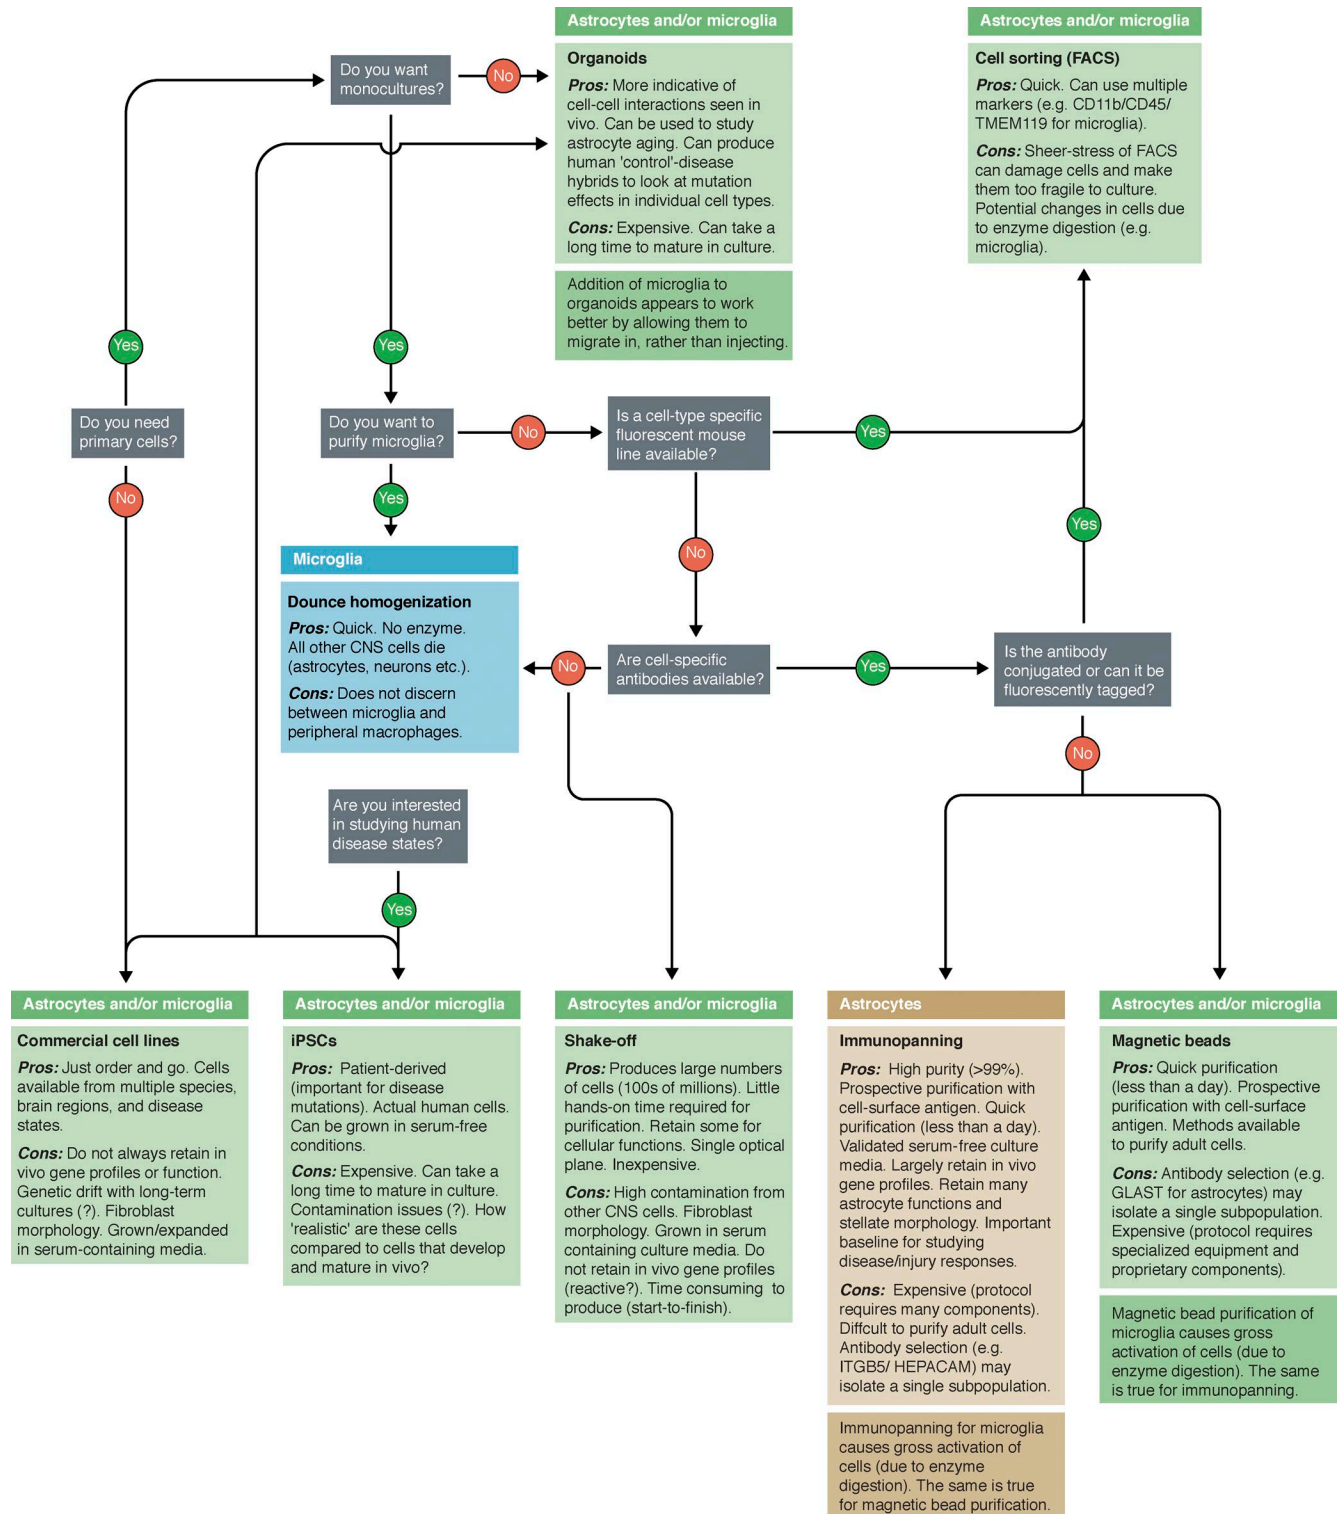 Astrocytes and/or microglia
Organoids
Pros: More indicative of
cell-cell interactions seen in
vivo. Can be used to study
astrocyte aging. Can produce
human 'control'-disease
hybrids to look at mutation
effects in individual cell types.
Cons: Expensive. Can take a
long time to mature in culture.
Addition of microglia to
organoids appears to work
better by allowing them to
migrate in, rather than injecting.
Astrocytes and/or microglia
Cell sorting (FACS)
Pros: Quick. Can use multiple
markers (e.g. CD11b/CD45/
TMEM119 for microglia).
Cons: Sheer-stress of FACS
can damage cells and make
them too fragile to culture.
Potential changes in cells due
to enzyme digestion (e.g.
microglia).
Do you want
monocultures?
No
Yes
Yes
Do you need
primary cells?
No
Do you want to
purify microglia?
No
Yes
Is a cell-type specific
fluorescent mouse
line available?
Yes
No
Yes
Microglia
Dounce homogenization
Pros: Quick. No enzyme.
All other CNS cells die
(astrocytes, neurons etc.).
Cons: Does not discern
between microglia and
peripheral macrophages.
No
Are cell-specific
antibodies available?
Yes
Is the antibody
conjugated or can it be
fluorescently tagged?
No
Are you interested
in studying human
disease states?
Yes
Astrocytes and/or microglia
Commercial cell lines
Pros: Just order and go. Cells
available from multiple species,
brain regions, and disease
states.
Cons: Do not always retain in
vivo gene profiles or function.
Genetic drift with long-term
cultures (?). Fibroblast
morphology. Grown/expanded
in serum-containing media.
Astrocytes and/or microglia
iPSCs
Pros: Patient-derived
(important for disease
mutations). Actual human cells.
Can be grown in serum-free
conditions.
Cons: Expensive. Can take a
long time to mature in culture.
Contamination issues (?). How
'realistic' are these cells
compared to cells that develop
and mature in vivo?
Astrocytes and/or microglia
Shake-off
Pros: Produces large numbers
of cells (100s of millions). Little
hands-on time required for
purification. Retain some for
cellular functions. Single optical
plane. Inexpensive.
Cons: High contamination from
other CNS cells. Fibroblast
morphology. Grown in serum
containing culture media. Do
not retain in vivo gene profiles
(reactive?). Time consuming to
produce (start-to-finish).
Astrocytes
Immunopanning
Pros: High purity (>99%).
Prospective purification with
cell-surface antigen. Quick
purification (less than a day).
Validated serum-free culture
media. Largely retain in vivo
gene profiles. Retain many
astrocyte functions and
stellate morphology. Important
baseline for studying
disease/injury responses.
Cons: Expensive (protocol
requires many components).
Diffcult to purify adult cells.
Antibody selection (e.g.
ITGB5/ HEPACAM) may
isolate a single subpopulation.
Immunopanning for microglia
causes gross activation of
cells (due to enzyme
digestion). The same is true
for magnetic bead purification.
Astrocytes and/or microglia
Magnetic beads
Pros: Quick purification
(less than a day). Prospective
purification with cell-surface
antigen. Methods available
to purify adult cells.
Cons: Antibody selection (e.g.
GLAST for astrocytes) may
isolate a single subpopulation.
Expensive (protocol requires
specialized equipment and
proprietary components).
Magnetic bead purification of
microglia causes gross
activation of cells (due to
enzyme digestion). The same
is true for immunopanning.